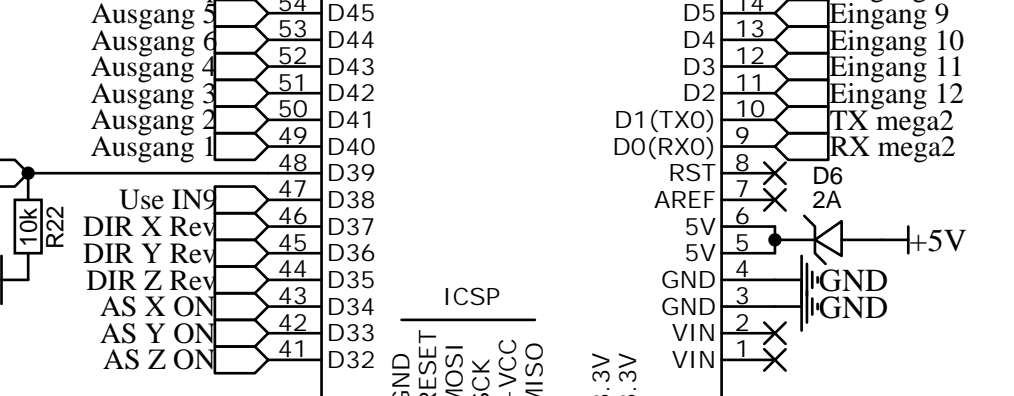 Ausgang 5 54 D45
Ausgang 6 53 D44
Ausgang 4 52 D43
Ausgang 3 51 D42
Ausgang 2 50 D41
Ausgang 1 49 D40
48 D39
Use IN9 47 D38
DIR X Rev 46 D37
DIR Y Rev 45 D36
DIR Z Rev 44 D35
AS X ON 43 D34
AS Y ON 42 D33
AS Z ON 41 D32
10k
R22
ICSP
GND
RESET
MOSI
SCK
+VCC
MISO
3.3V
3.3V
D5 14 Eingang 9
D4 13 Eingang 10
D3 12 Eingang 11
D2 11 Eingang 12
D1(TX0) 10 TX mega2
D0(RX0) 9 RX mega2
RST 8
AREF 7
5V 6
5V 5
GND 4 GND
GND 3 GND
VIN 2
VIN 1
D6
2A
+5V